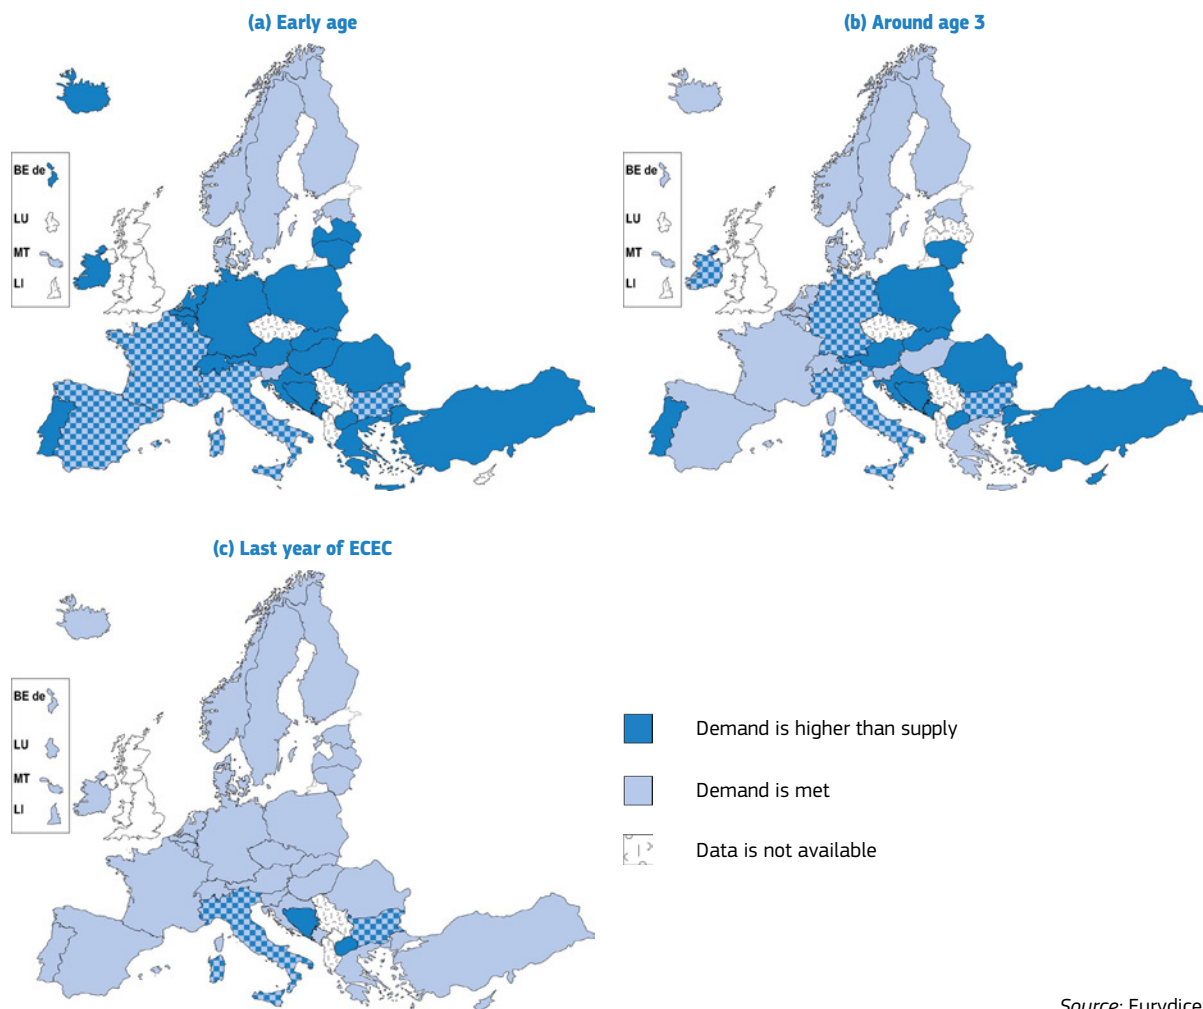 (a) Early age
(b) Around age 3
BE de
LU
MT
LI
BE de
LU
MT
LI
(c) Last year of ECEC
BE de
LU
MT
LI
Demand is higher than supply
Demand is met
Data is not available
Source: Eurydice